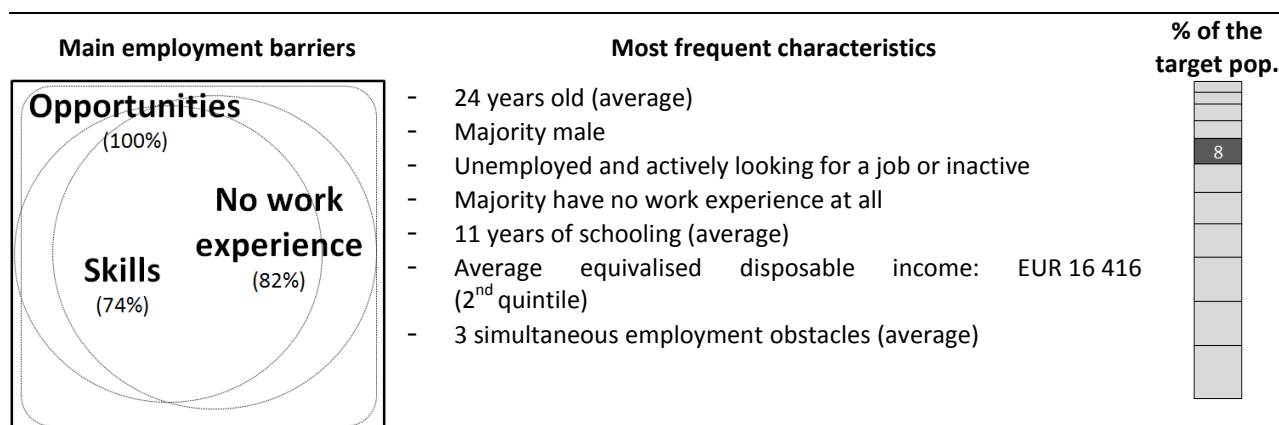 Main employment barriers
Most frequent characteristics
% of the
target pop.
Opportunities
(100%)
No work
experience
(82%)
Skills
(74%)
- 24 years old (average)
- Majority male
- Unemployed and actively looking for a job or inactive
- Majority have no work experience at all
- 11 years of schooling (average)
- Average equivalised disposable income: EUR 16 416
(2nd quintile)
- 3 simultaneous employment obstacles (average)
8